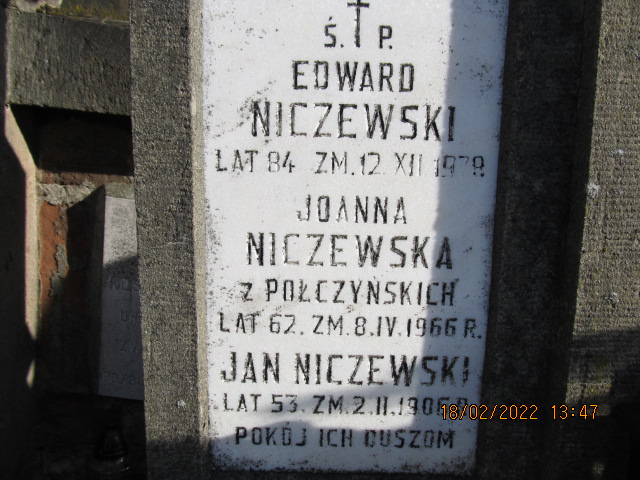 Ś. † P.
EDWARD
NICZEWSKI
LAT 84 ZM. 12. XII
JOANNA
NICZEWSKA
Z POŁCZYŃSKICH
LAT 62. ZM. 8.IV.1966 R.
JAN NICZEWSKI
LAT 53. ZM. 2.II.1906 R.
POKÓJ ICH DUSZOM
18/02/2022 13:47